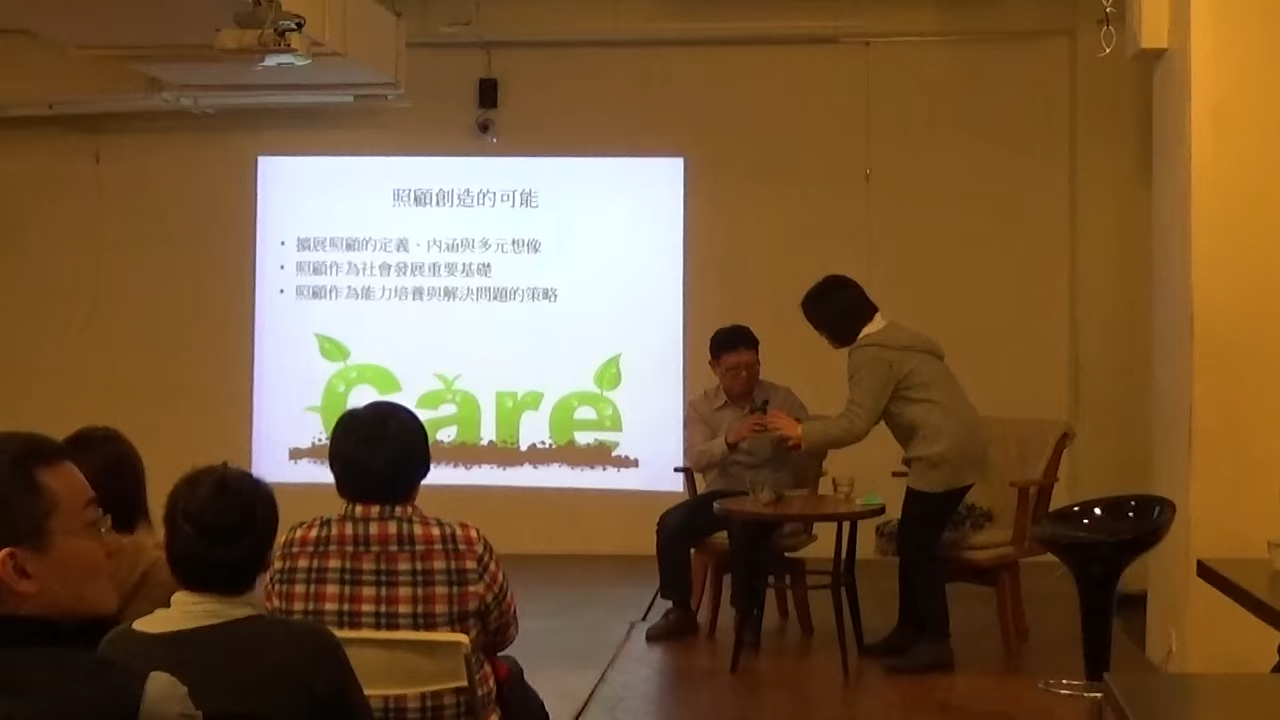 照顧創造的可能
• 擴展照顧的定義、內涵與多元想像
• 照顧作為社會發展重要基礎
• 照顧作為能力培養與解決問題的策略
Care